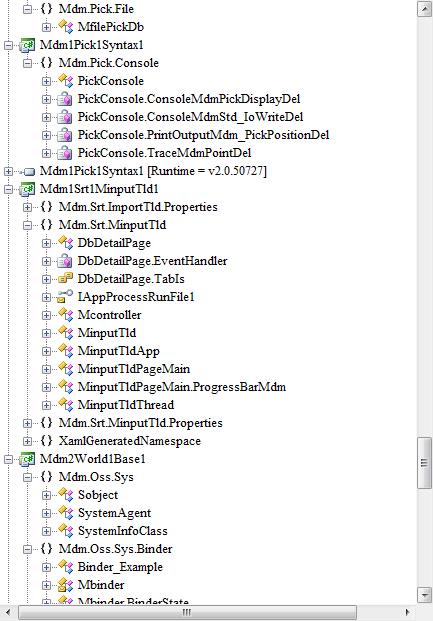 Mdm.Pick.File
MfilePickDb
Mdm1Pick1Syntax1
Mdm.Pick.Console
PickConsole
PickConsole.ConsoleMdmPickDisplayDel
PickConsole.ConsoleMdmStd_IoWriteDel
PickConsole.PrintOutputMdm_PickPositionDel
PickConsole.TraceMdmPointDel
Mdm1Pick1Syntax1 [Runtime = v2.0.50727]
Mdm1Srt1MinputTld1
Mdm.Srt.ImportTld.Properties
Mdm.Srt.MinputTld
DbDetailPage
DbDetailPage.EventHandler
DbDetailPage.TabIs
IAppProcessRunFile1
Mcontroller
MinputTld
MinputTldApp
MinputTldPageMain
MinputTldPageMain.ProgressBarMdm
MinputTldThread
Mdm.Srt.MinputTld.Properties
XamlGeneratedNamespace
Mdm2World1Base1
Mdm.Oss.Sys
Sobject
SystemAgent
SystemInfoClass
Mdm.Oss.Sys.Binder
Binder_Example
Mbinder
Mbinder.BinderState